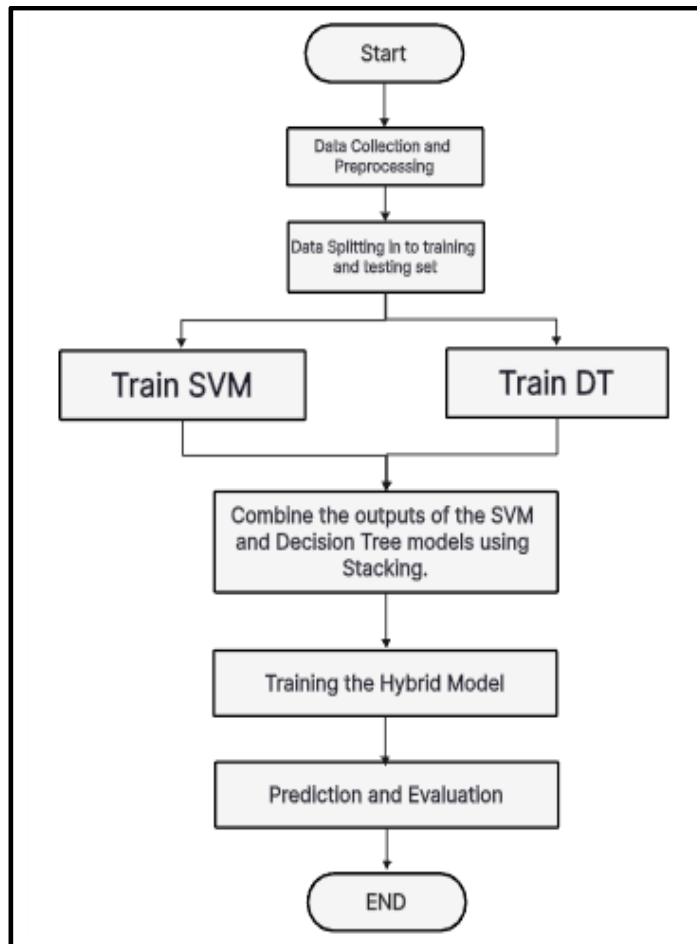 Start
Data Collection and
Preprocessing
Data Splitting in to training
and testing set
Train SVM
Train DT
Combine the outputs of the SVM
and Decision Tree models using
Stacking.
Training the Hybrid Model
Prediction and Evaluation
END